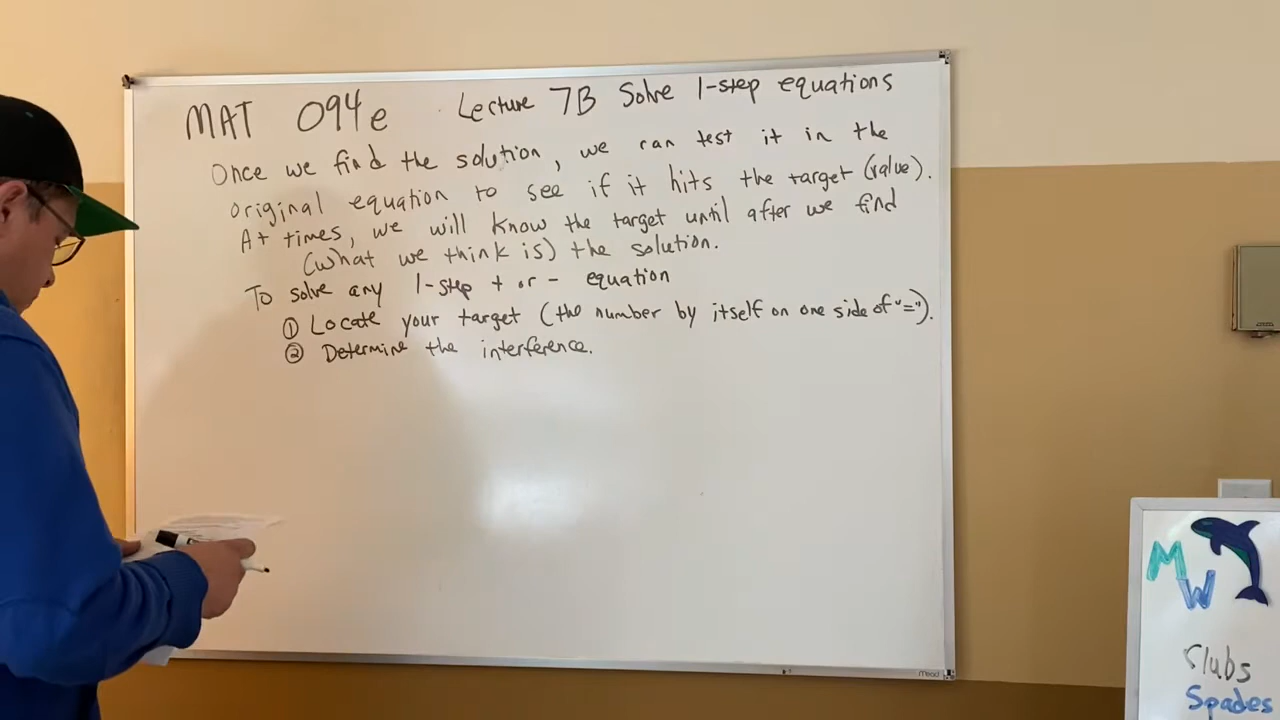 MAT 094e Lecture 7B Solve 1-step equations
Once we find the solution, we can test it in the
original equation to see if it hits the target (value).
At times, we will know the target until after we find
(what we think is) the solution.
To solve any 1-step + or - equation
① Locate your target (the number by itself on one side of "=").
② Determine the interference.
Mead
M
W
Clubs
Spades